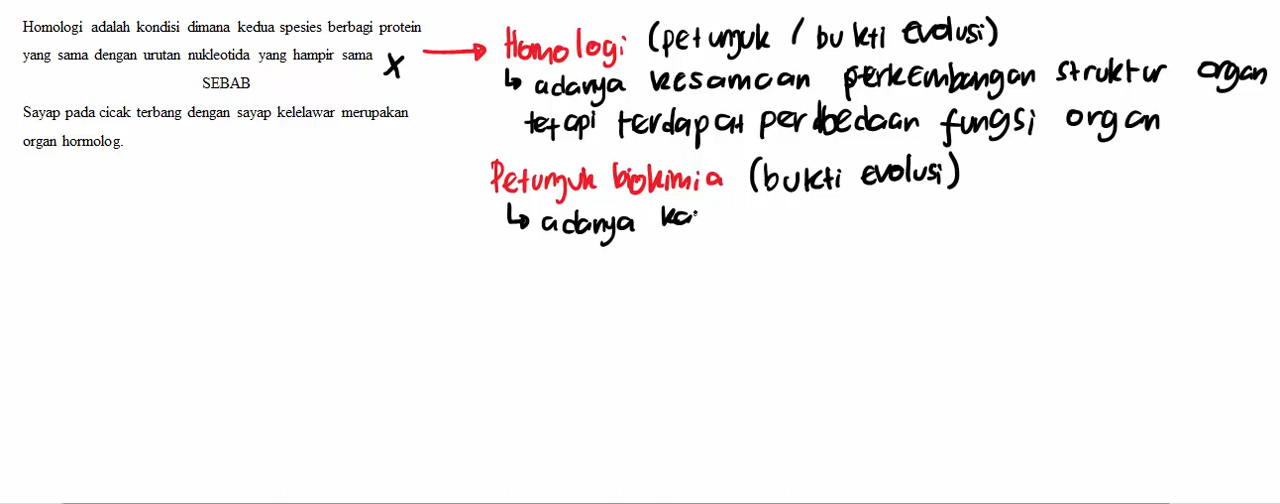 Homologi adalah kondisi dimana kedua spesies berbagi protein
yang sama dengan urutan nukleotida yang hampir sama X
SEBAB
Sayap pada cicak terbang dengan sayap kelelawar merupakan
organ hormolog.
Homologi (petunjuk / bukti evolusi)
↳ adanya kesamaan perkembangan struktur organ
tetapi terdapat perbedaan fungsi organ
Petunjuk biokimia (bukti evolusi)
↳ adanya